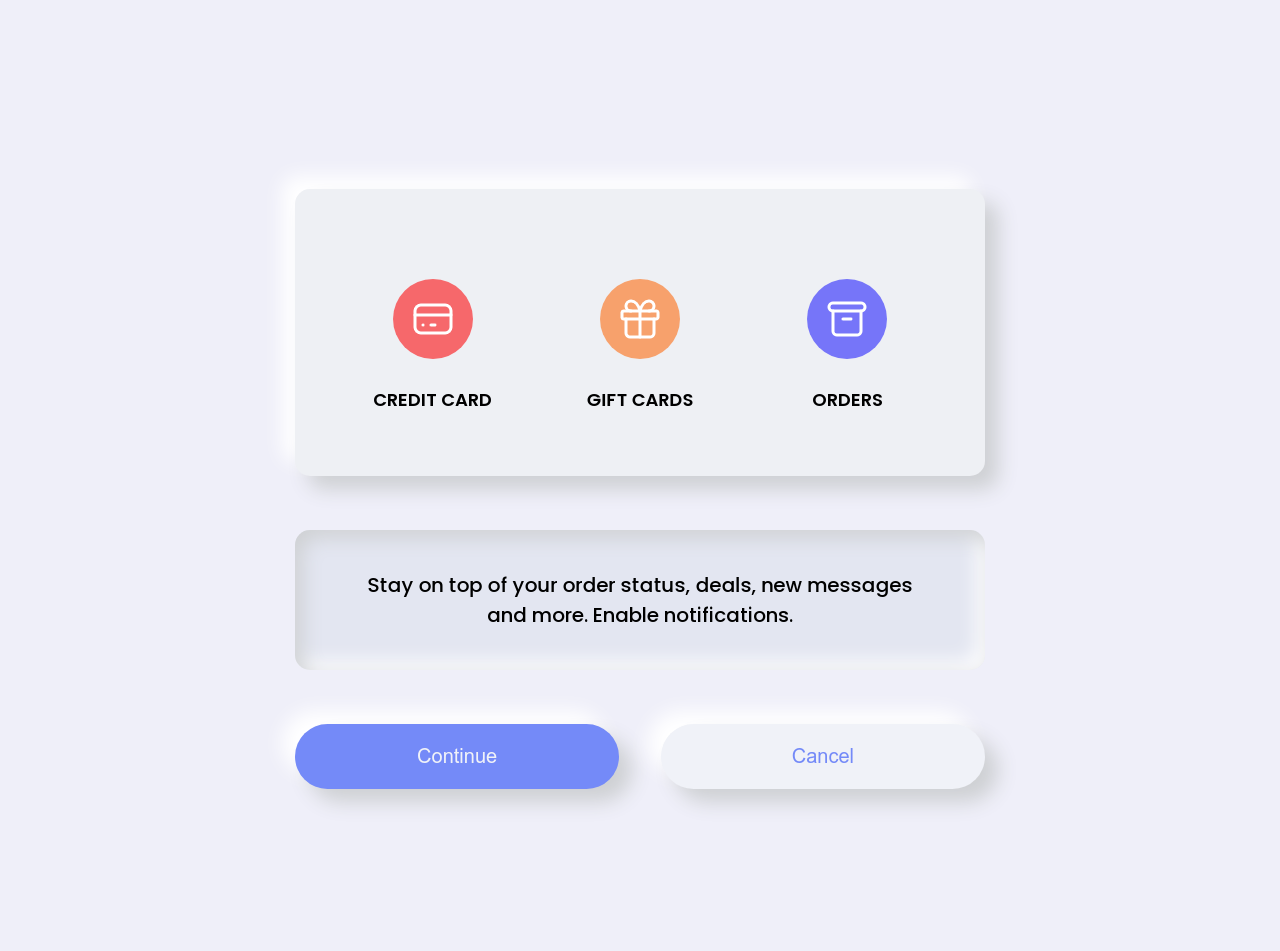 CREDIT CARD
GIFT CARDS
ORDERS
Stay on top of your order status, deals, new messages
and more. Enable notifications.
Continue
Cancel